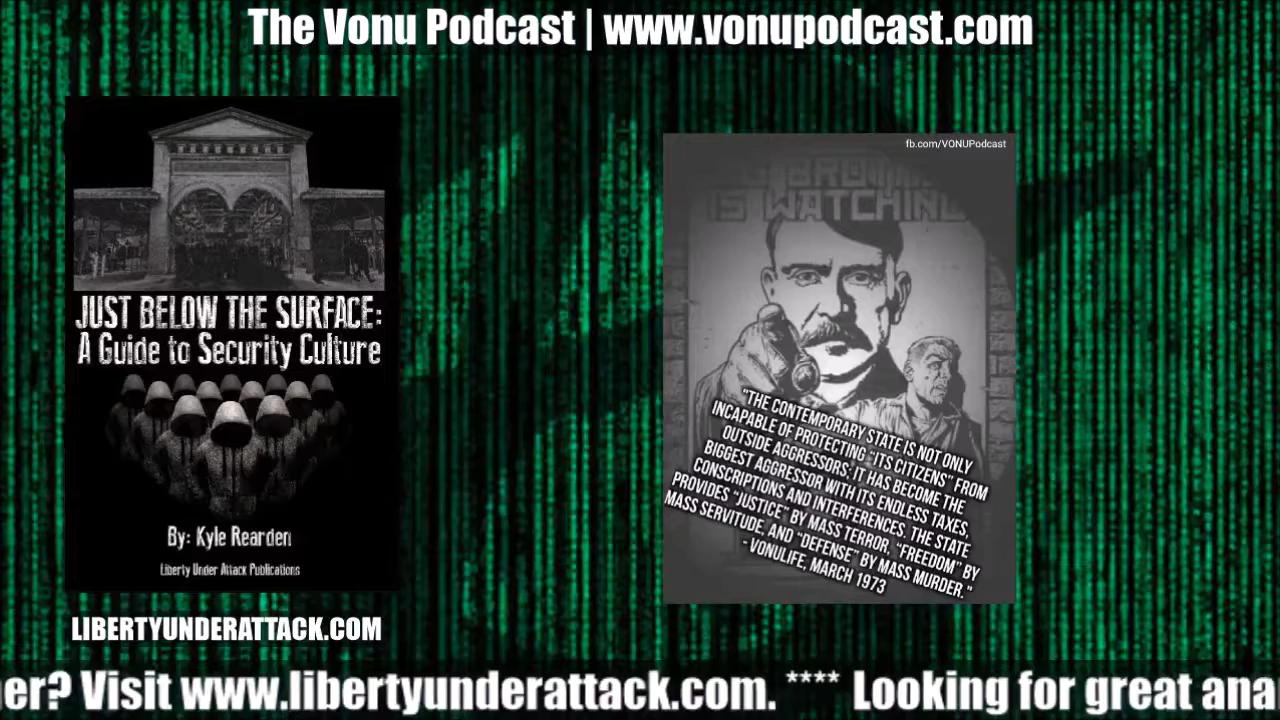 The Vonu Podcast | www.vonupodcast.com
JUST BELOW THE SURFACE:
A Guide to Security Culture
By: Kyle Rearden
Liberty Under Attack Publications
LIBERTYUNDERATTACK.COM
fb.com/VONUPodcast
IS WATCHING
"THE CONTEMPORARY STATE IS NOT ONLY
INCAPABLE OF PROTECTING "ITS CITIZENS" FROM
OUTSIDE AGGRESSORS; IT HAS BECOME THE
BIGGEST AGGRESSOR WITH ITS ENDLESS TAXES,
CONSCRIPTIONS AND INTERFERENCES. THE STATE
PROVIDES "JUSTICE" BY MASS TERROR, "FREEDOM" BY
MASS SERVITUDE, AND "DEFENSE" BY MASS MURDER."
- VONULIFE, MARCH 1973
er? Visit www.libertyunderattack.com. **** Looking for great ana